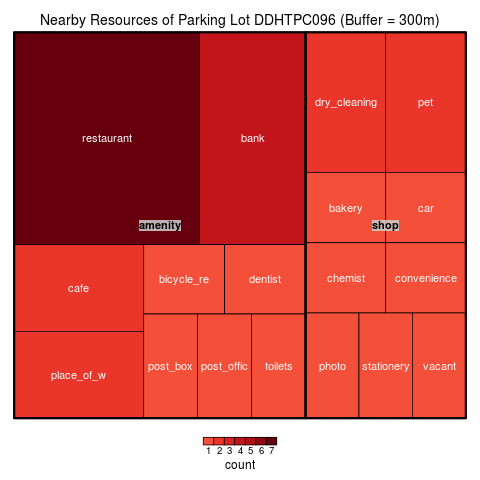 Nearby Resources of Parking Lot DDHTPC096 (Buffer = 300m)
dry_cleaning
pet
restaurant
bank
bakery
car
amenity
shop
cafe
bicycle_re
dentist
chemist
convenience
place_of_w
post_box
post_offic
toilets
photo
stationery
vacant
1 2 3 4 5 6 7
count